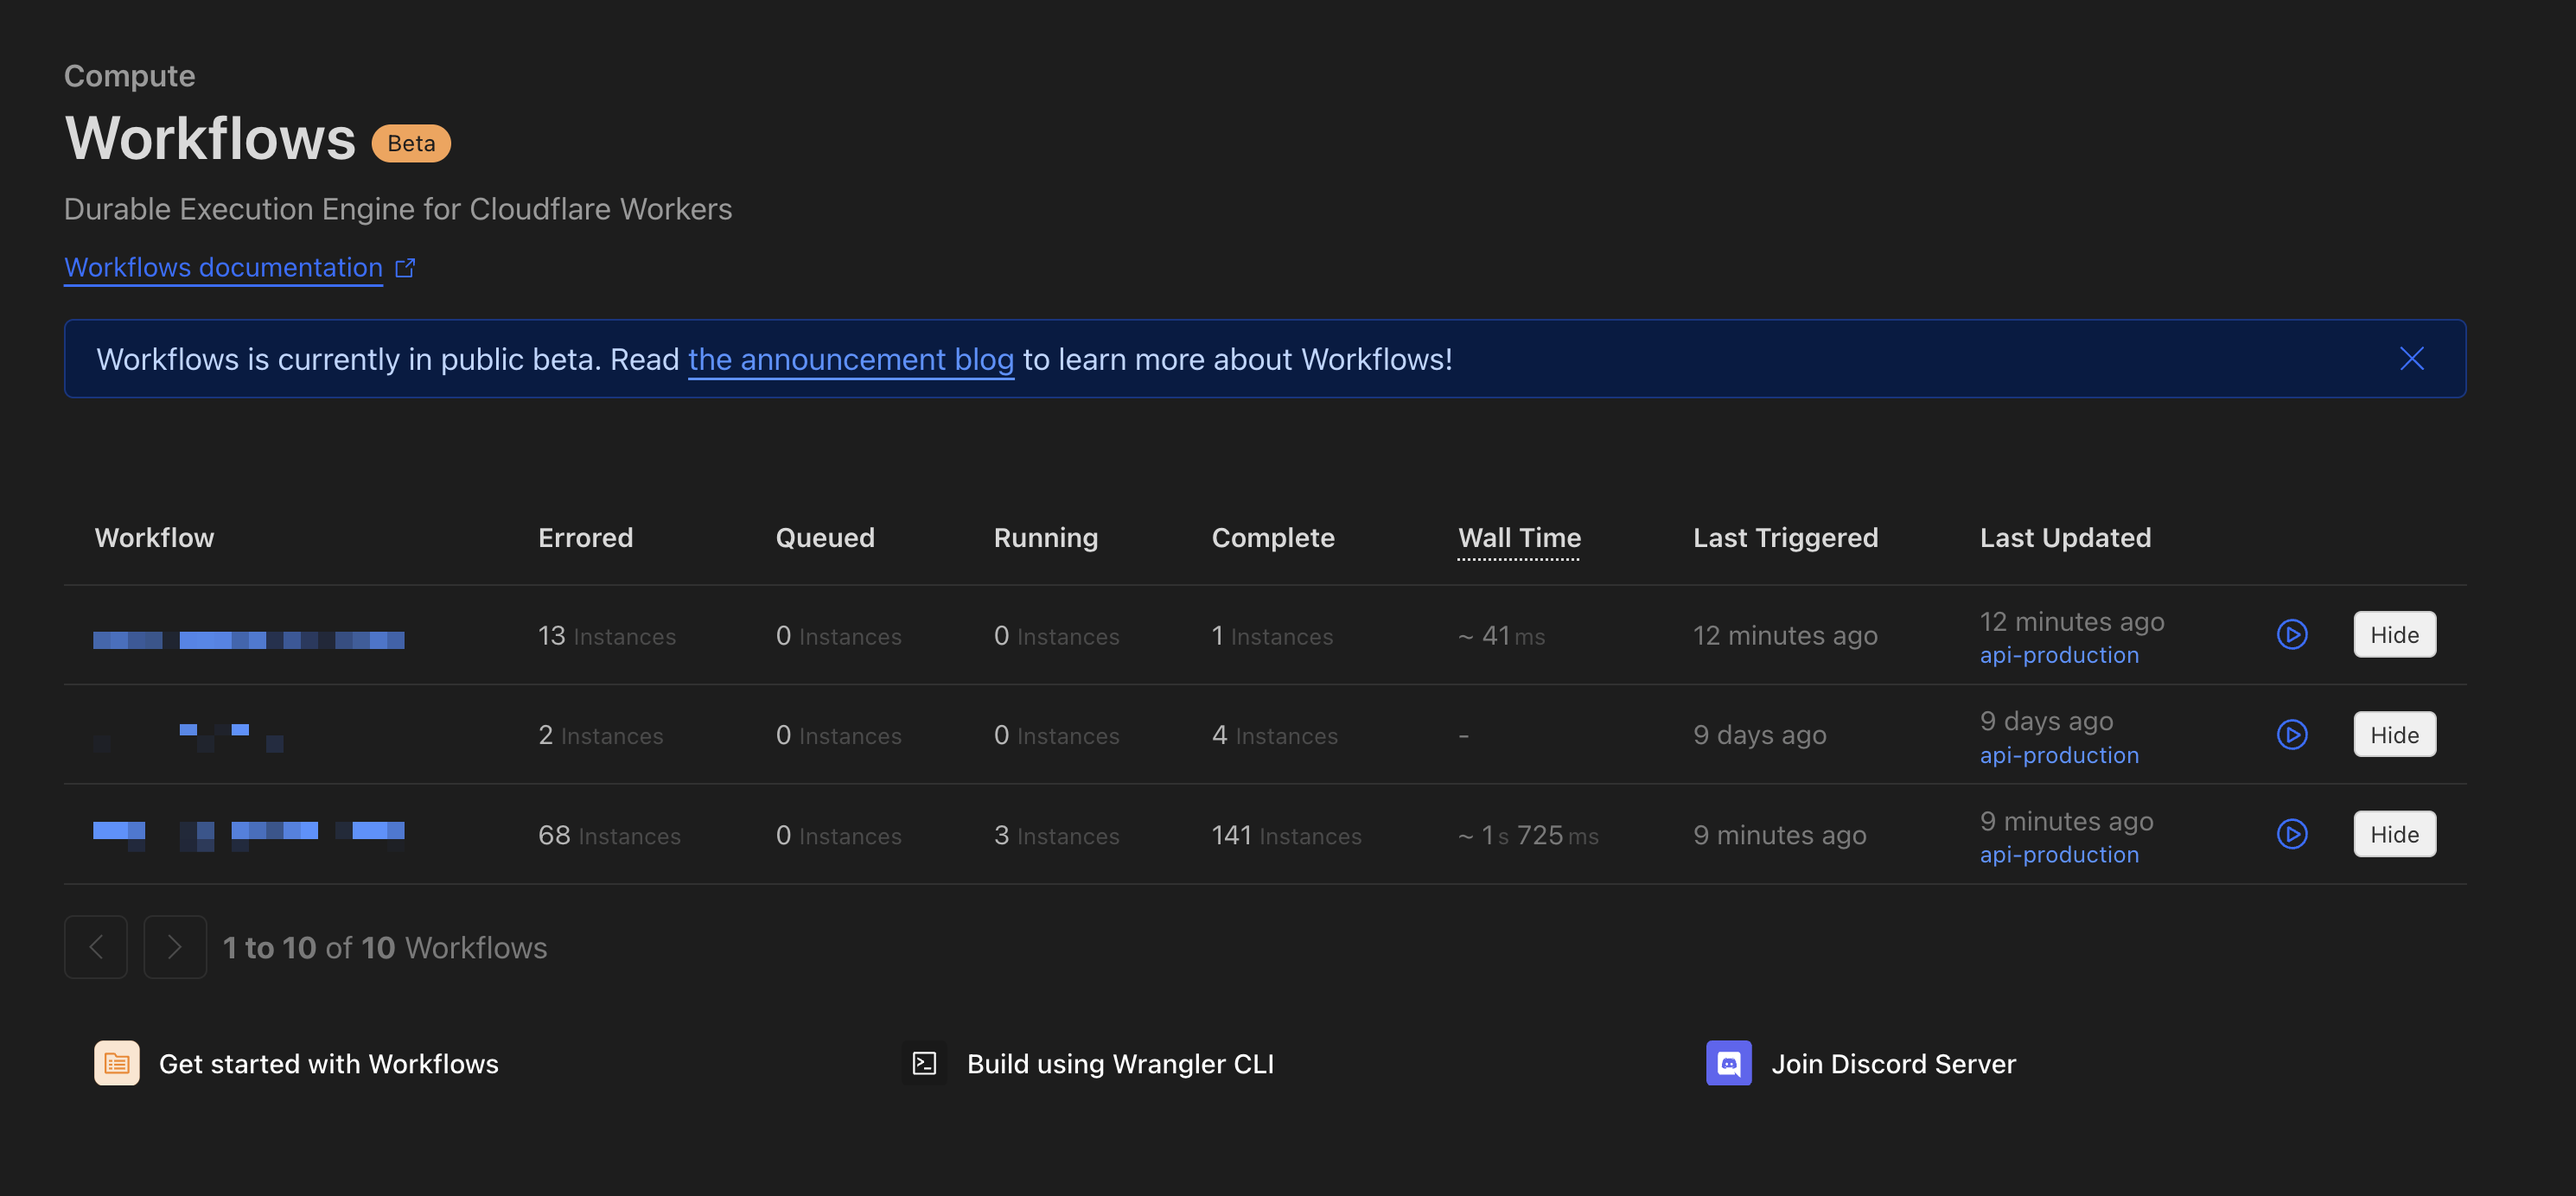 Compute
Workflows Beta
Durable Execution Engine for Cloudflare Workers
Workflows documentation
Workflows is currently in public beta. Read the announcement blog to learn more about Workflows!
Workflow Errored Queued Running Complete Wall Time Last Triggered Last Updated
13 Instances 0 Instances 0 Instances 1 Instances ~ 41 ms 12 minutes ago 12 minutes ago
api-production
Hide
2 Instances 0 Instances 0 Instances 4 Instances - 9 days ago 9 days ago
api-production
Hide
68 Instances 0 Instances 3 Instances 141 Instances ~ 1 s 725 ms 9 minutes ago 9 minutes ago
api-production
Hide
1 to 10 of 10 Workflows
Get started with Workflows Build using Wrangler CLI Join Discord Server